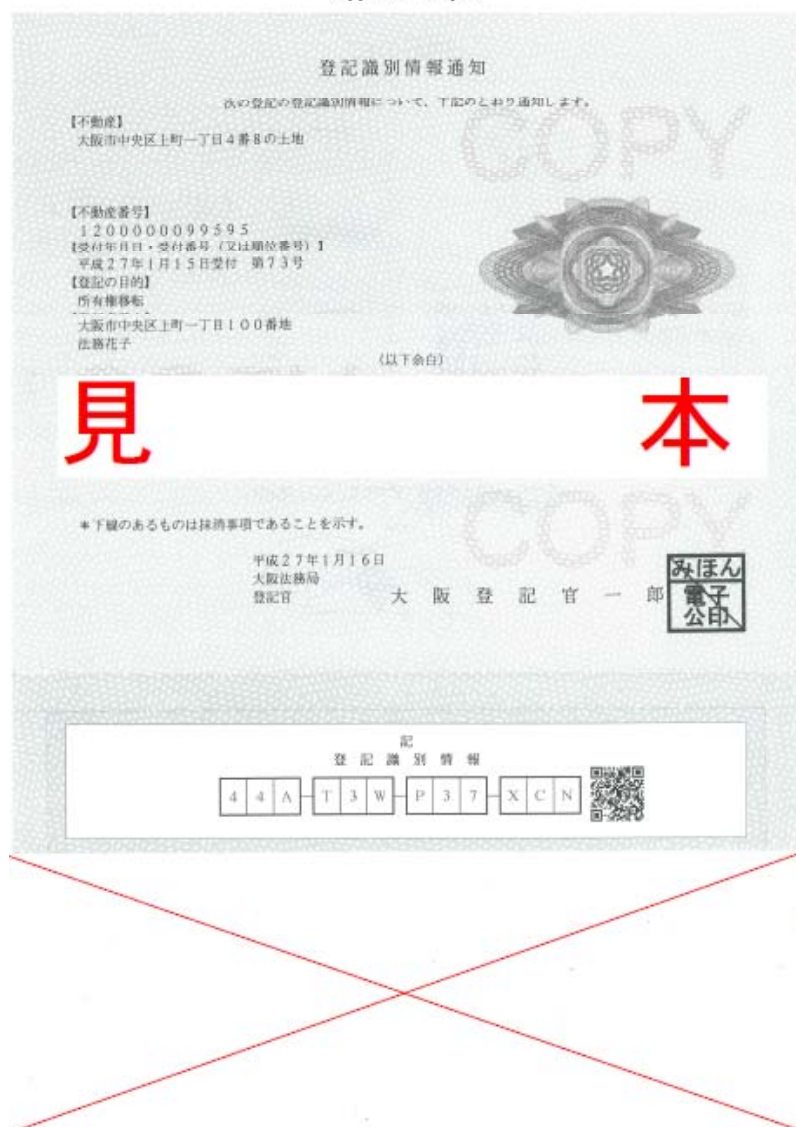 登記識別情報通知
次の登記の登記識別情報について、下記のとおり通知します。
【不動産】
大阪市中央区上町一丁目4番8の土地
COPY
【不動産番号】
1200000099595
【受付年月日・受付番号(又は順位番号)】
平成27年1月15日受付 第73号
【登記の目的】
所有権移転
大阪市中央区上町一丁目100番地
法務花子
(以下余白)
見 本
COPY
*下線のあるものは抹消事項であることを示す。
平成27年1月16日
大阪法務局
登記官 大阪登記官一郎
みほん
電子
公印
記
登記識別情報
44A-T3W-P37-XCN